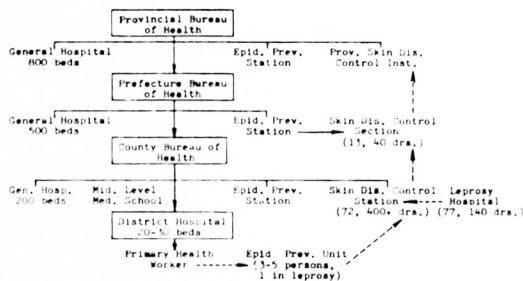 Provincial Bureau
of Health
General Hospital
800 beds
Epid. Prev.
Station
Prov. Skin Dis.
Control Inst.
Prefecture Bureau
of Health
General Hospital
500 beds
Epid. Prev.
Station
Skin Dis. Control
Section
(13, 40 drs.)
County Bureau of
Health
Gen. Hosp.
200 beds
Mid. Level
Med. School
Epid. Prev.
Station
Skin Dis. Control
Station
(72, 400+ drs.)
Leprosy
Hospital
(77, 140 drs.)
District Hospital
20-30 beds
Primary Health
Worker
Epid. Prev. Unit
(3-5 persons,
1 in leprosy)